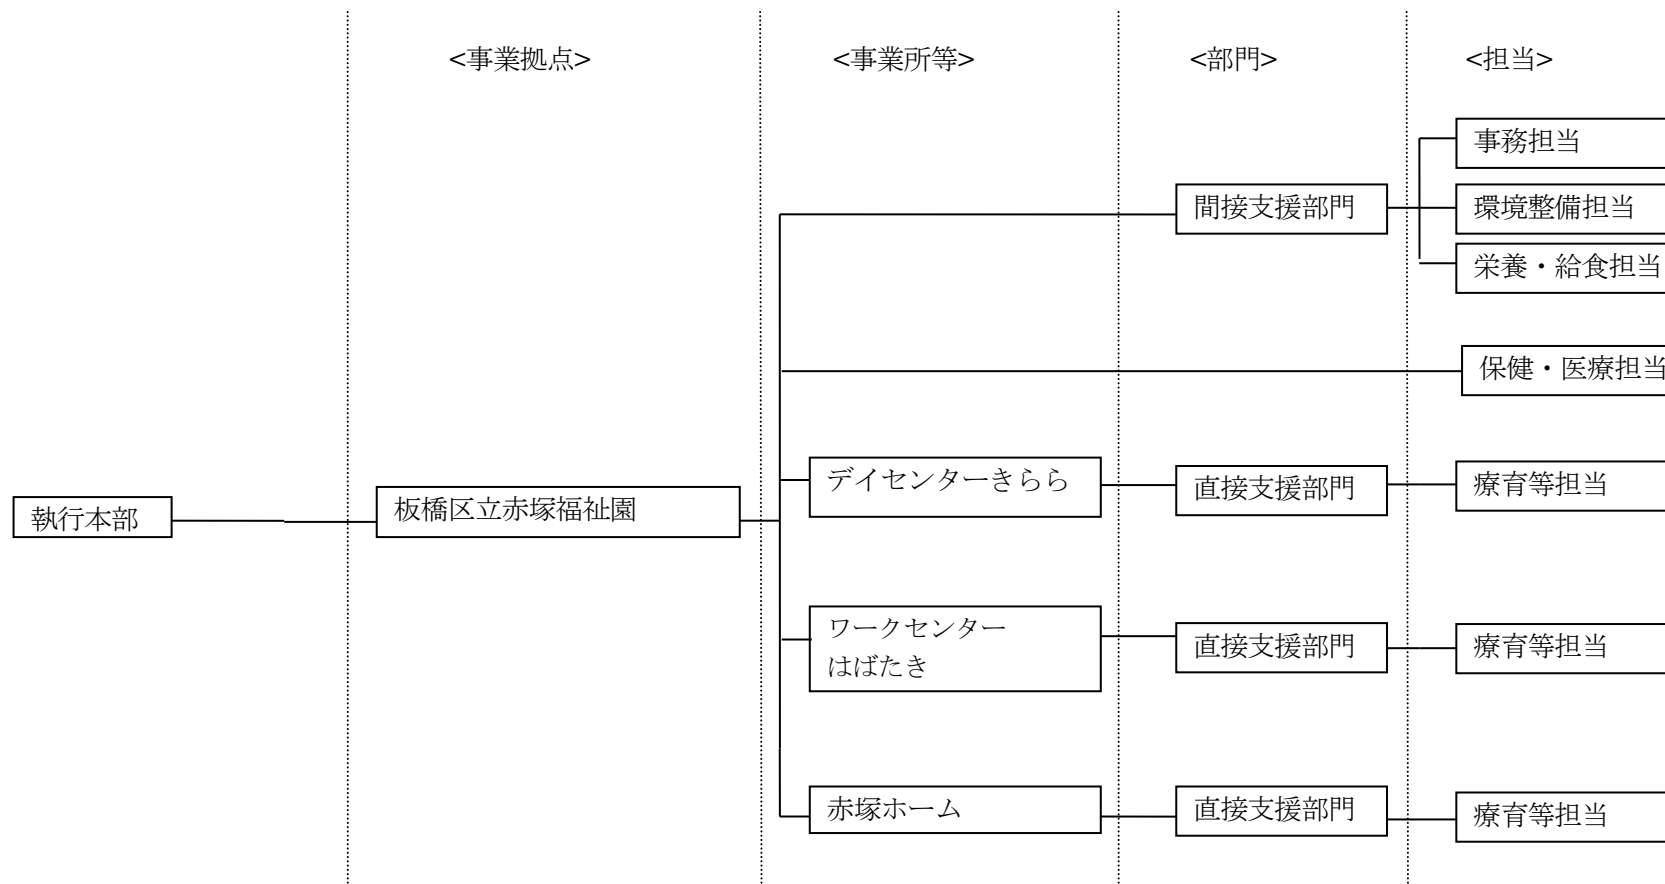 <事業拠点>
<事業所等>
<部門>
<担当>
事務担当
間接支援部門
環境整備担当
栄養・給食担当
保健・医療担当
デイセンターきらら
直接支援部門
療育等担当
執行本部
板橋区立赤塚福祉園
ワークセンター
はばたき
直接支援部門
療育等担当
赤塚ホーム
直接支援部門
療育等担当